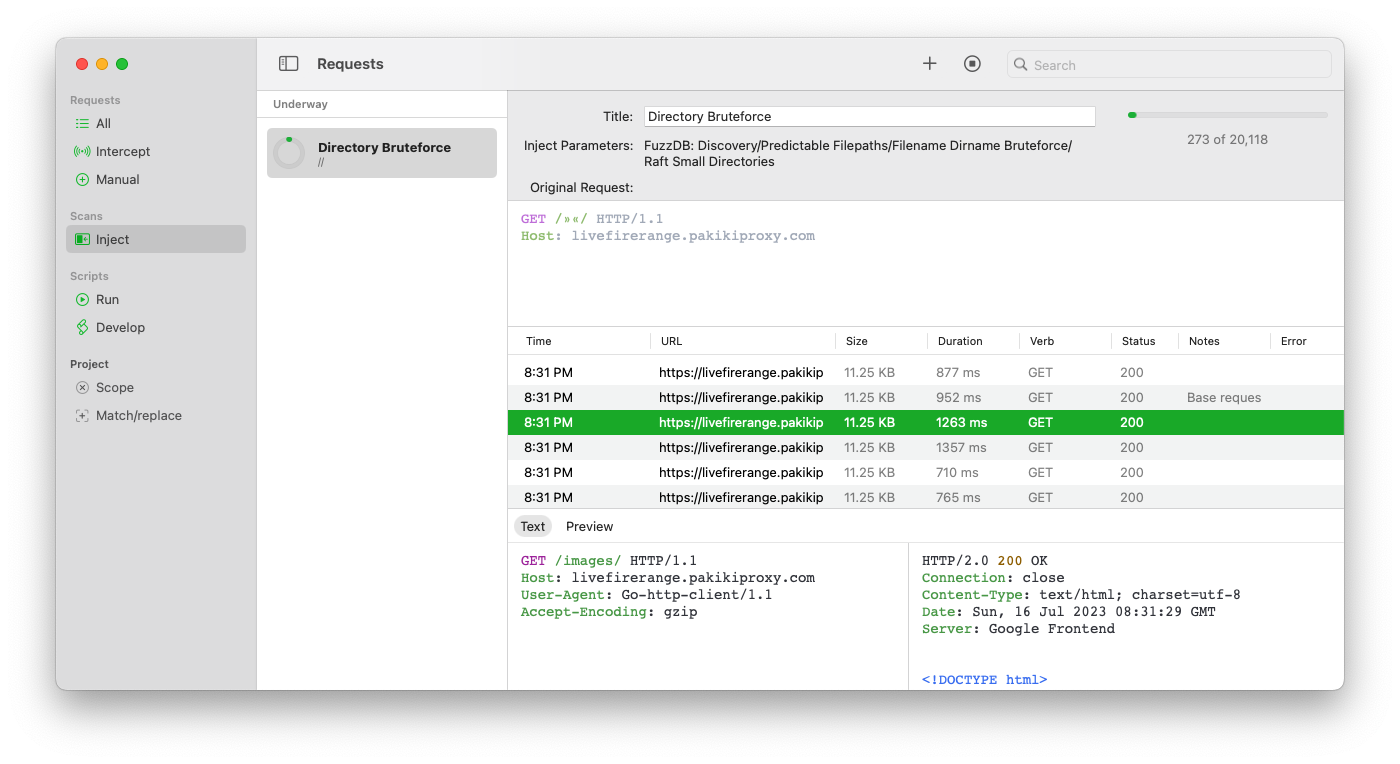 Requests
All
Intercept
Manual
Scans
Inject
Scripts
Run
Develop
Project
Scope
Match/replace
Requests
Search
Underway
Directory Bruteforce
//
Title: Directory Bruteforce
273 of 20,118
Inject Parameters: FuzzDB: Discovery/Predictable Filepaths/Filename Dirname Bruteforce/
Raft Small Directories
Original Request:
GET /»«/ HTTP/1.1
Host: livefirerange.pakikiproxy.com
Time URL Size Duration Verb Status Notes Error
8:31 PM https://livefirerange.pakikip 11.25 KB 877 ms GET 200
8:31 PM https://livefirerange.pakikip 11.25 KB 952 ms GET 200 Base reques
8:31 PM https://livefirerange.pakikip 11.25 KB 1263 ms GET 200
8:31 PM https://livefirerange.pakikip 11.25 KB 1357 ms GET 200
8:31 PM https://livefirerange.pakikip 11.25 KB 710 ms GET 200
8:31 PM https://livefirerange.pakikip 11.25 KB 765 ms GET 200
Text Preview
GET /images/ HTTP/1.1
Host: livefirerange.pakikiproxy.com
User-Agent: Go-http-client/1.1
Accept-Encoding: gzip
HTTP/2.0 200 OK
Connection: close
Content-Type: text/html; charset=utf-8
Date: Sun, 16 Jul 2023 08:31:29 GMT
Server: Google Frontend
<!DOCTYPE html>